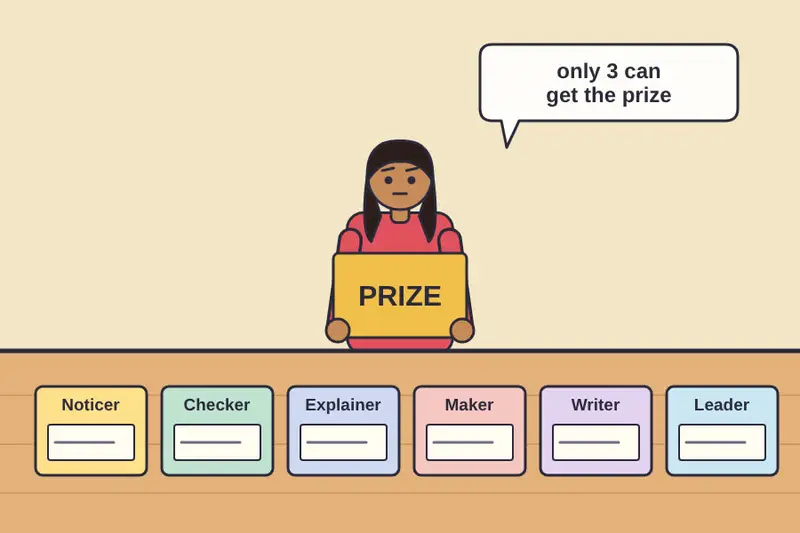 only 3 can
get the prize
PRIZE
Noticer
Checker
Explainer
Maker
Writer
Leader